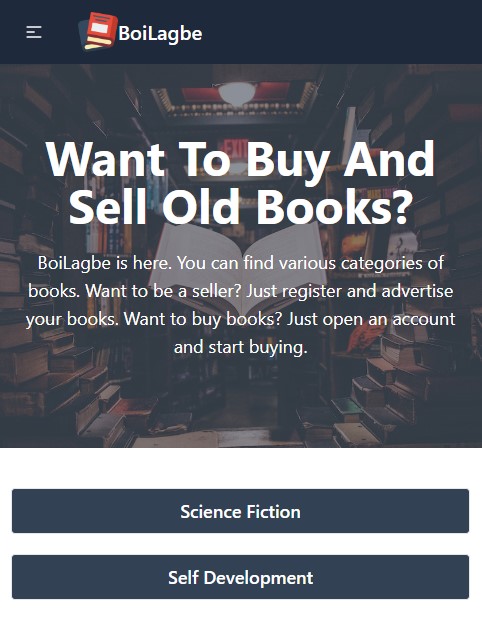 BoiLagbe
EXIT
Want To Buy And
Sell Old Books?
BoiLagbe is here. You can find various categories of
books. Want to be a seller? Just register and advertise
your books. Want to buy books? Just open an account
and start buying.
Science Fiction
Self Development